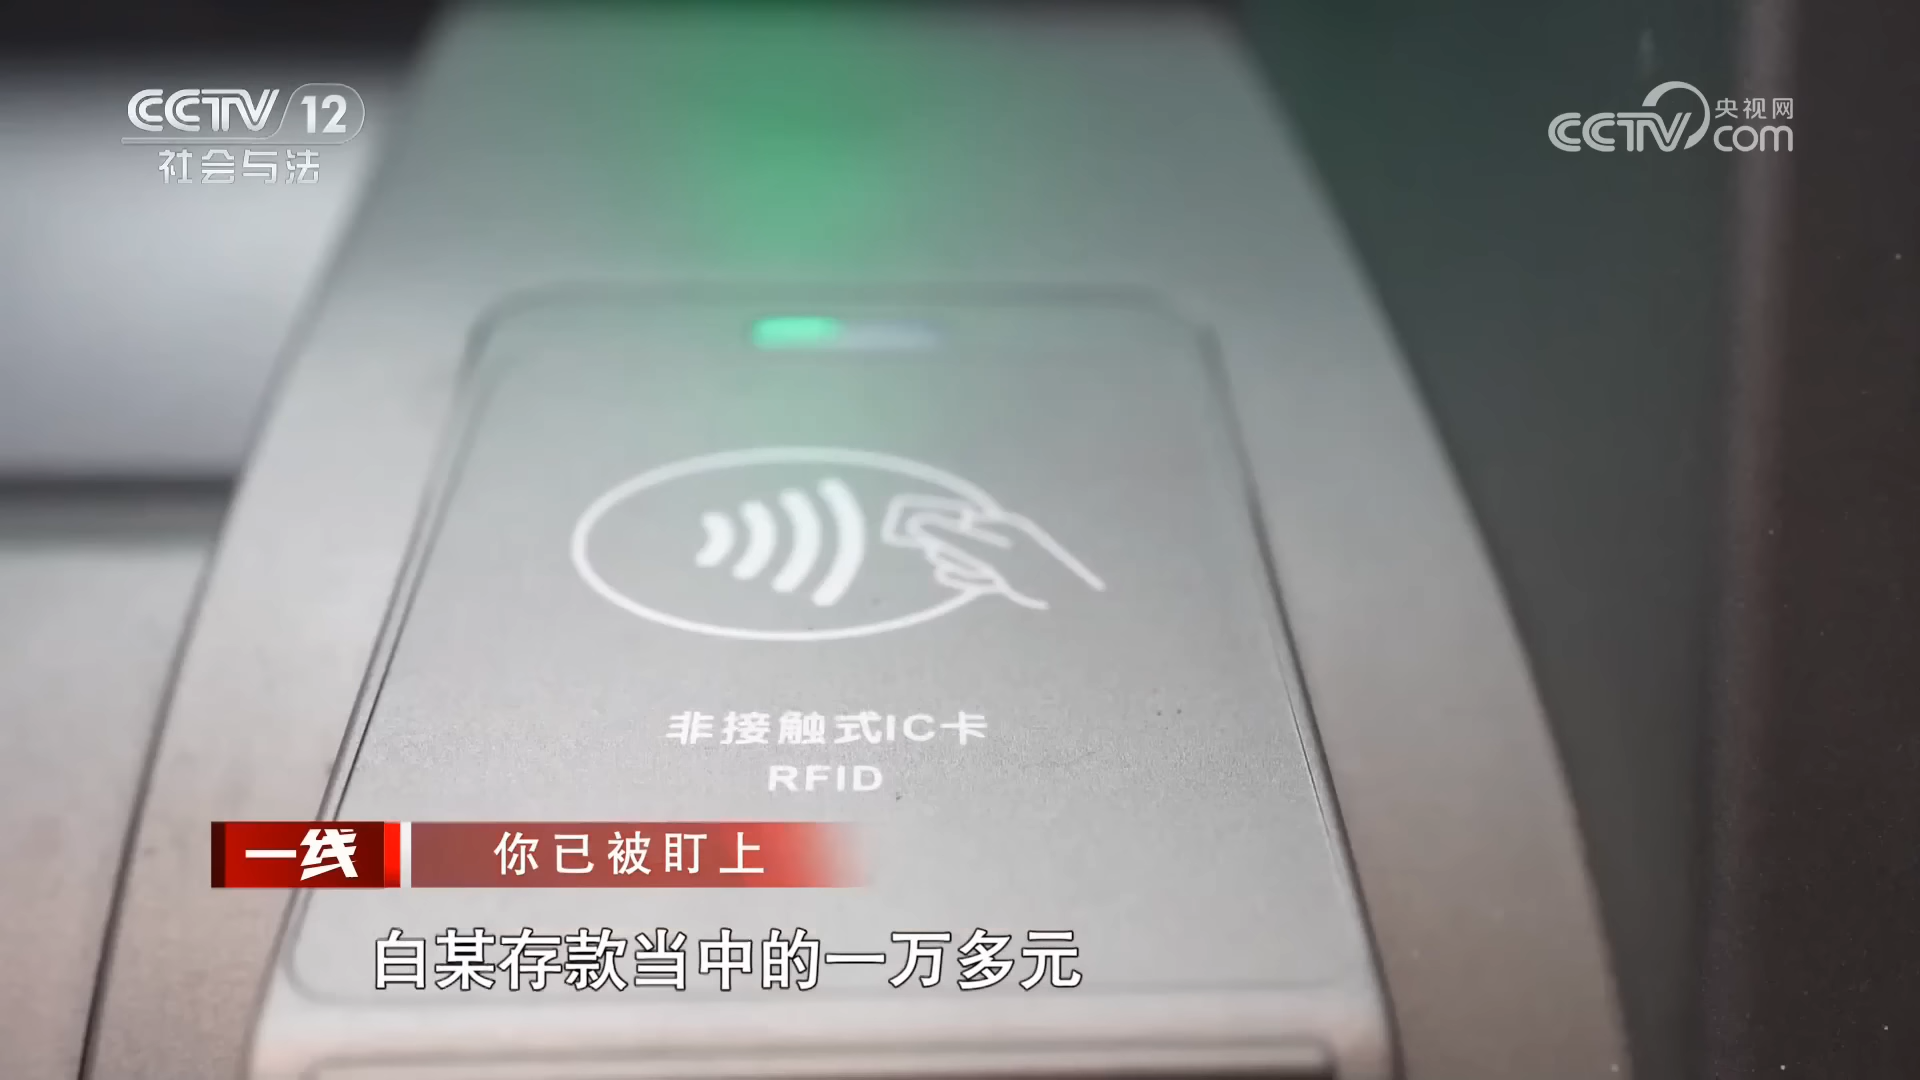 CCTV 12
社会与法
央视网
CCTV.com
非接触式IC卡
RFID
一线
你已被盯上
白某存款当中的一万多元